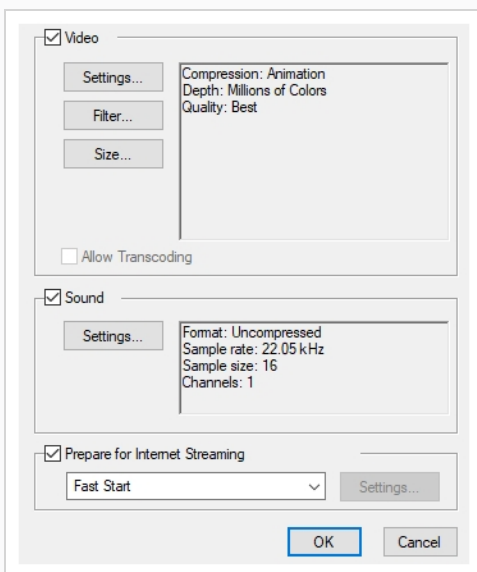 Video
Settings...
Compression: Animation
Depth: Millions of Colors
Quality: Best
Filter...
Size...
Allow Transcoding
Sound
Settings...
Format: Uncompressed
Sample rate: 22.05 kHz
Sample size: 16
Channels: 1
Prepare for Internet Streaming
Fast Start
Settings...
OK
Cancel